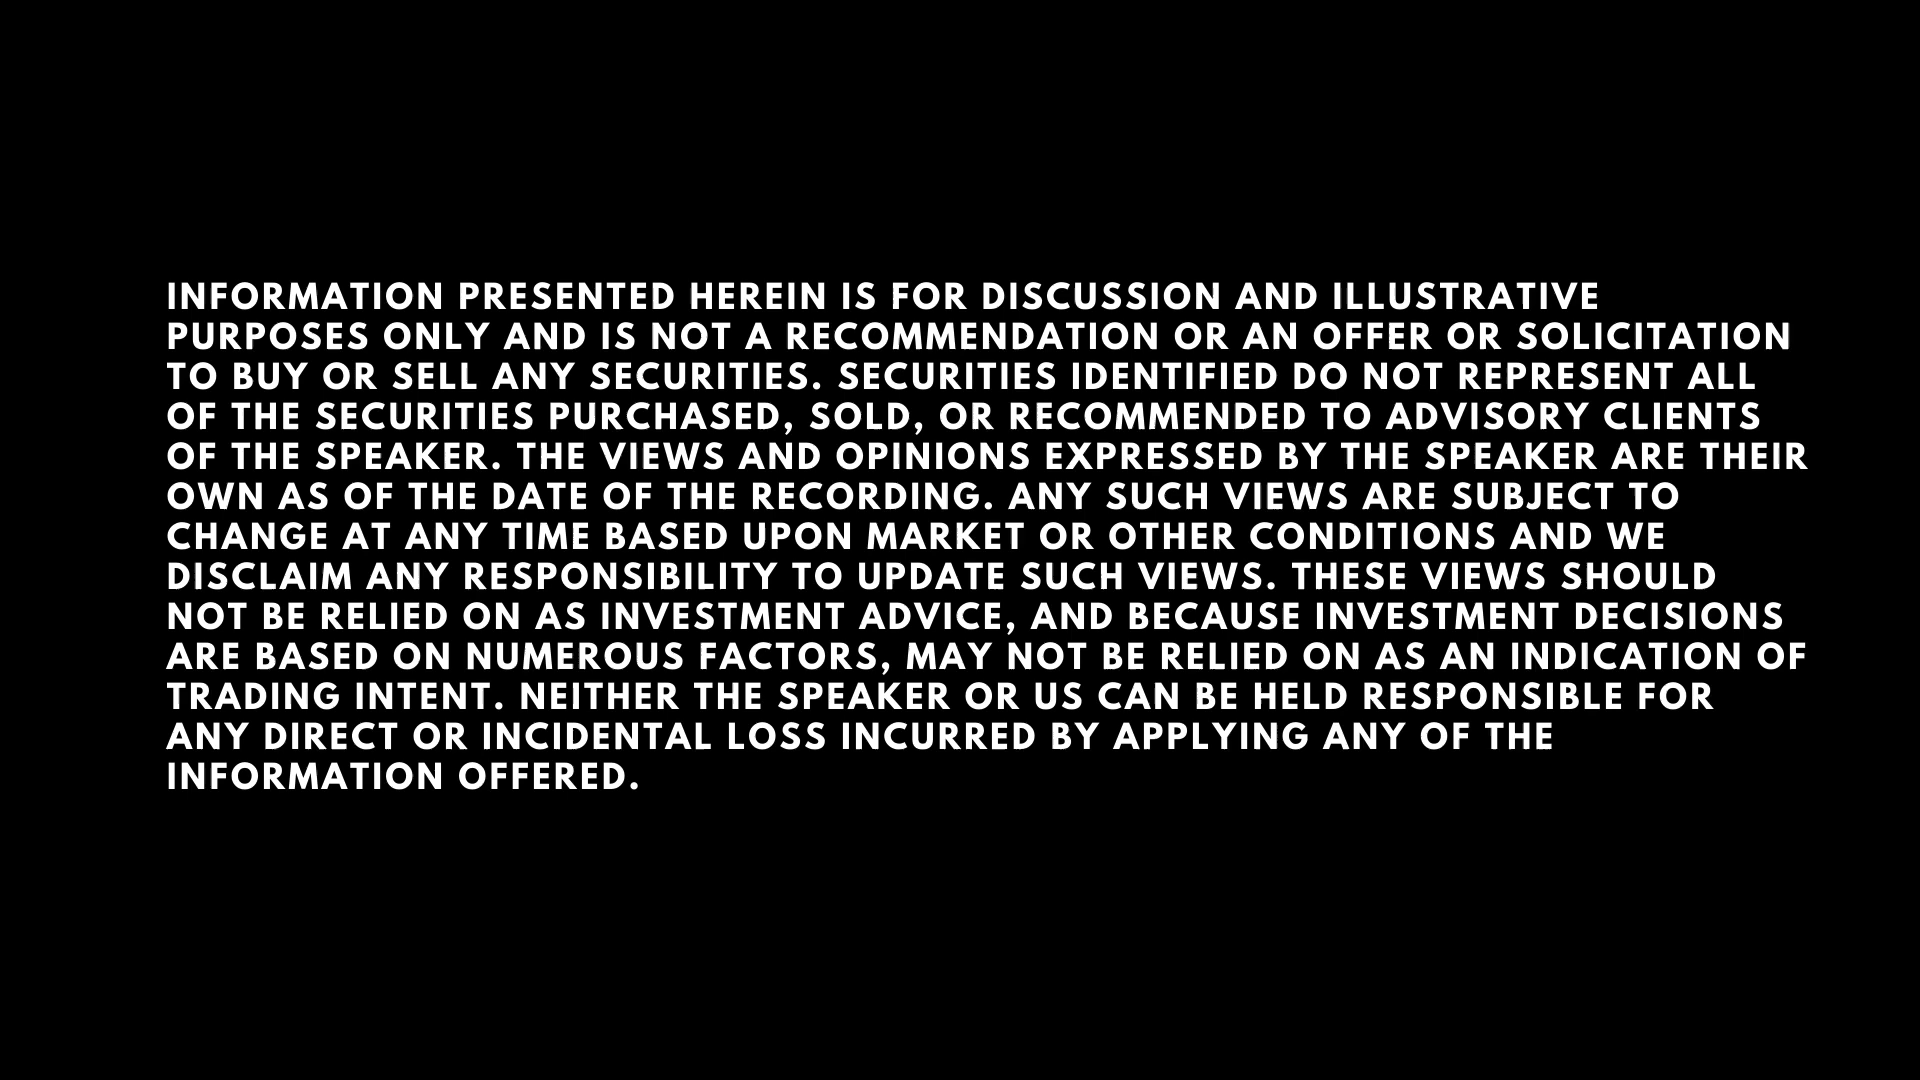 INFORMATION PRESENTED HEREIN IS FOR DISCUSSION AND ILLUSTRATIVE
PURPOSES ONLY AND IS NOT A RECOMMENDATION OR AN OFFER OR SOLICITATION
TO BUY OR SELL ANY SECURITIES. SECURITIES IDENTIFIED DO NOT REPRESENT ALL
OF THE SECURITIES PURCHASED, SOLD, OR RECOMMENDED TO ADVISORY CLIENTS
OF THE SPEAKER. THE VIEWS AND OPINIONS EXPRESSED BY THE SPEAKER ARE THEIR
OWN AS OF THE DATE OF THE RECORDING. ANY SUCH VIEWS ARE SUBJECT TO
CHANGE AT ANY TIME BASED UPON MARKET OR OTHER CONDITIONS AND WE
DISCLAIM ANY RESPONSIBILITY TO UPDATE SUCH VIEWS. THESE VIEWS SHOULD
NOT BE RELIED ON AS INVESTMENT ADVICE, AND BECAUSE INVESTMENT DECISIONS
ARE BASED ON NUMEROUS FACTORS, MAY NOT BE RELIED ON AS AN INDICATION OF
TRADING INTENT. NEITHER THE SPEAKER OR US CAN BE HELD RESPONSIBLE FOR
ANY DIRECT OR INCIDENTAL LOSS INCURRED BY APPLYING ANY OF THE
INFORMATION OFFERED.